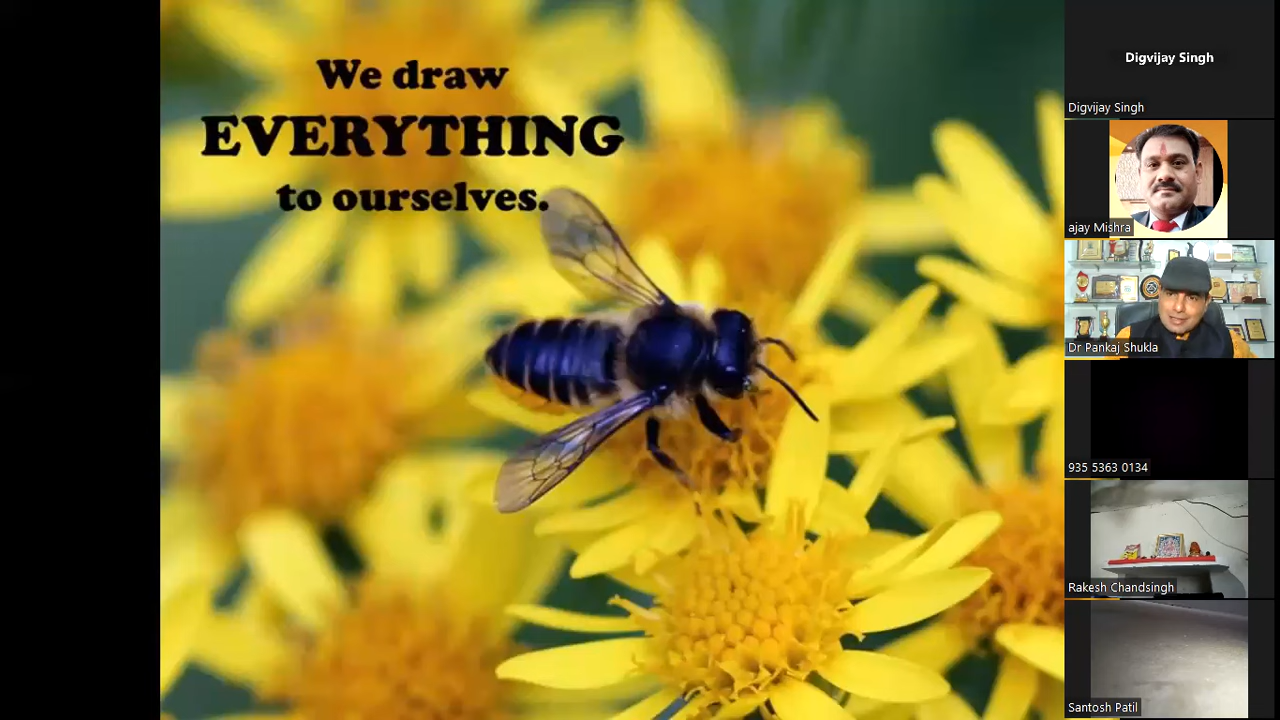 We draw
EVERYTHING
to ourselves.
Digvijay Singh
Digvijay Singh
ajay Mishra
Dr Pankaj Shukla
935 5363 0134
Rakesh Chandsingh
Santosh Patil